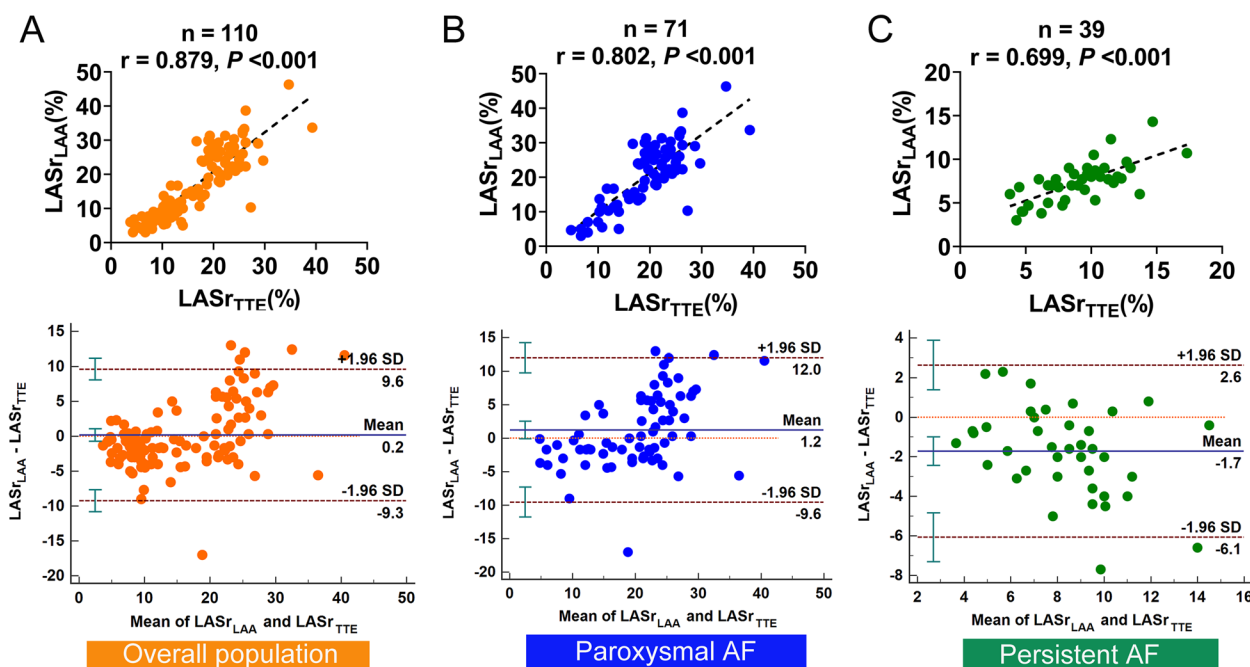 A
n = 110
r = 0.879, P <0.001
LASrLAA(%)
50
40
30
20
10
0
0 10 20 30 40 50
LASrTTE(%)
B
n = 71
r = 0.802, P <0.001
LASrLAA(%)
50
40
30
20
10
0
0 10 20 30 40 50
LASrTTE(%)
C
n = 39
r = 0.699, P <0.001
LASrLAA(%)
20
15
10
5
0
0 5 10 15 20
LASrTTE(%)
LASrLAA - LASrTTE
15
10
5
0
-5
-10
-15
-20
+1.96 SD
9.6
Mean
0.2
-1.96 SD
-9.3
0 10 20 30 40 50
Mean of LASrLAA and LASrTTE
Overall population
LASrLAA - LASrTTE
15
10
5
0
-5
-10
-15
-20
+1.96 SD
12.0
Mean
1.2
-1.96 SD
-9.6
0 10 20 30 40 50
Mean of LASrLAA and LASrTTE
Paroxysmal AF
LASrLAA - LASrTTE
4
2
0
-2
-4
-6
-8
+1.96 SD
2.6
Mean
-1.7
-1.96 SD
-6.1
2 4 6 8 10 12 14 16
Mean of LASrLAA and LASrTTE
Persistent AF